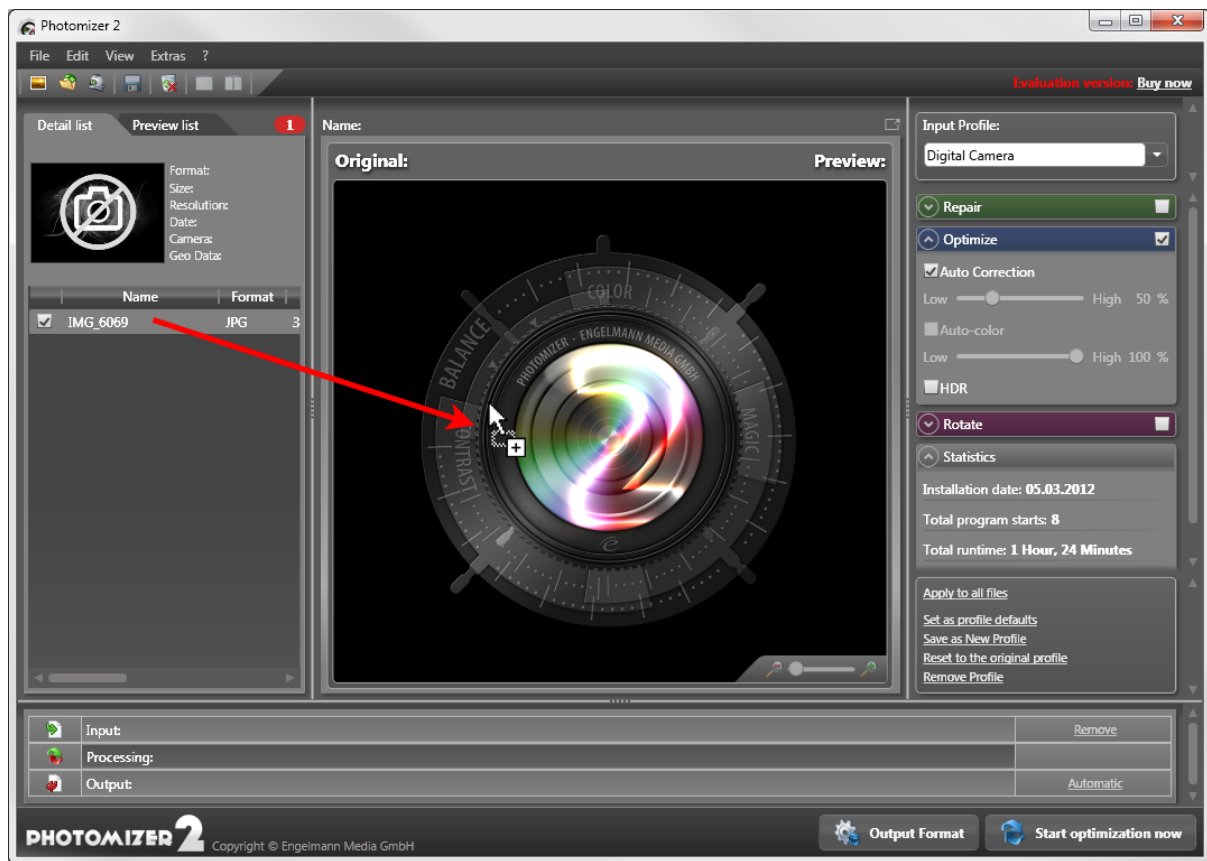 Photomizer 2
File Edit View Extras ?
Evaluation version: Buy now
Detail list Preview list 1
Format:
Size:
Resolution:
Date:
Camera:
Geo Data:
Name Format
IMG_6069 JPG 3
Name:
Original: Preview:
COLOR
BALANCE
CONTRAST
MAGIC
PHOTOMIZER · ENGELMANN MEDIA GMBH
2
e
Input Profile:
Digital Camera
Repair
Optimize
Auto Correction
Low High 50 %
Auto-color
Low High 100 %
HDR
Rotate
Statistics
Installation date: 05.03.2012
Total program starts: 8
Total runtime: 1 Hour, 24 Minutes
Apply to all files
Set as profile defaults
Save as New Profile
Reset to the original profile
Remove Profile
Input: Remove
Processing:
Output: Automatic
PHOTOMIZER 2 Copyright © Engelmann Media GmbH
Output Format Start optimization now